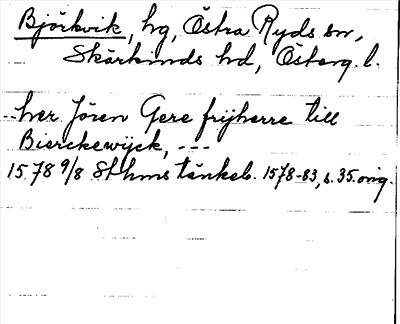 Björkvik, hg, Östra Ryds sn,
Skärkinds hd, Österg. l.
her Jören Gere frijherre till
Bierckewijck, ---
1578 9/8 Sthms tänkeb. 1578-83, s. 35. orig.